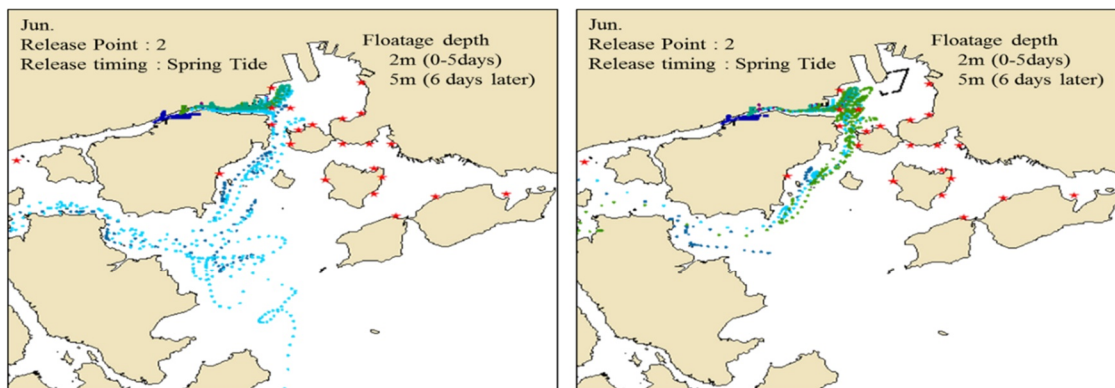 Jun.
Release Point : 2
Release timing : Spring Tide
Floatage depth
2m (0-5days)
5m (6 days later)
Jun.
Release Point : 2
Release timing : Spring Tide
Floatage depth
2m (0-5days)
5m (6 days later)